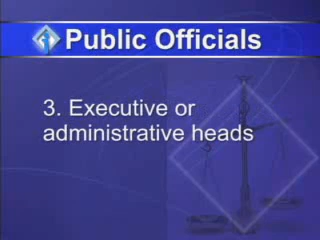 Public Officials
3. Executive or
administrative heads